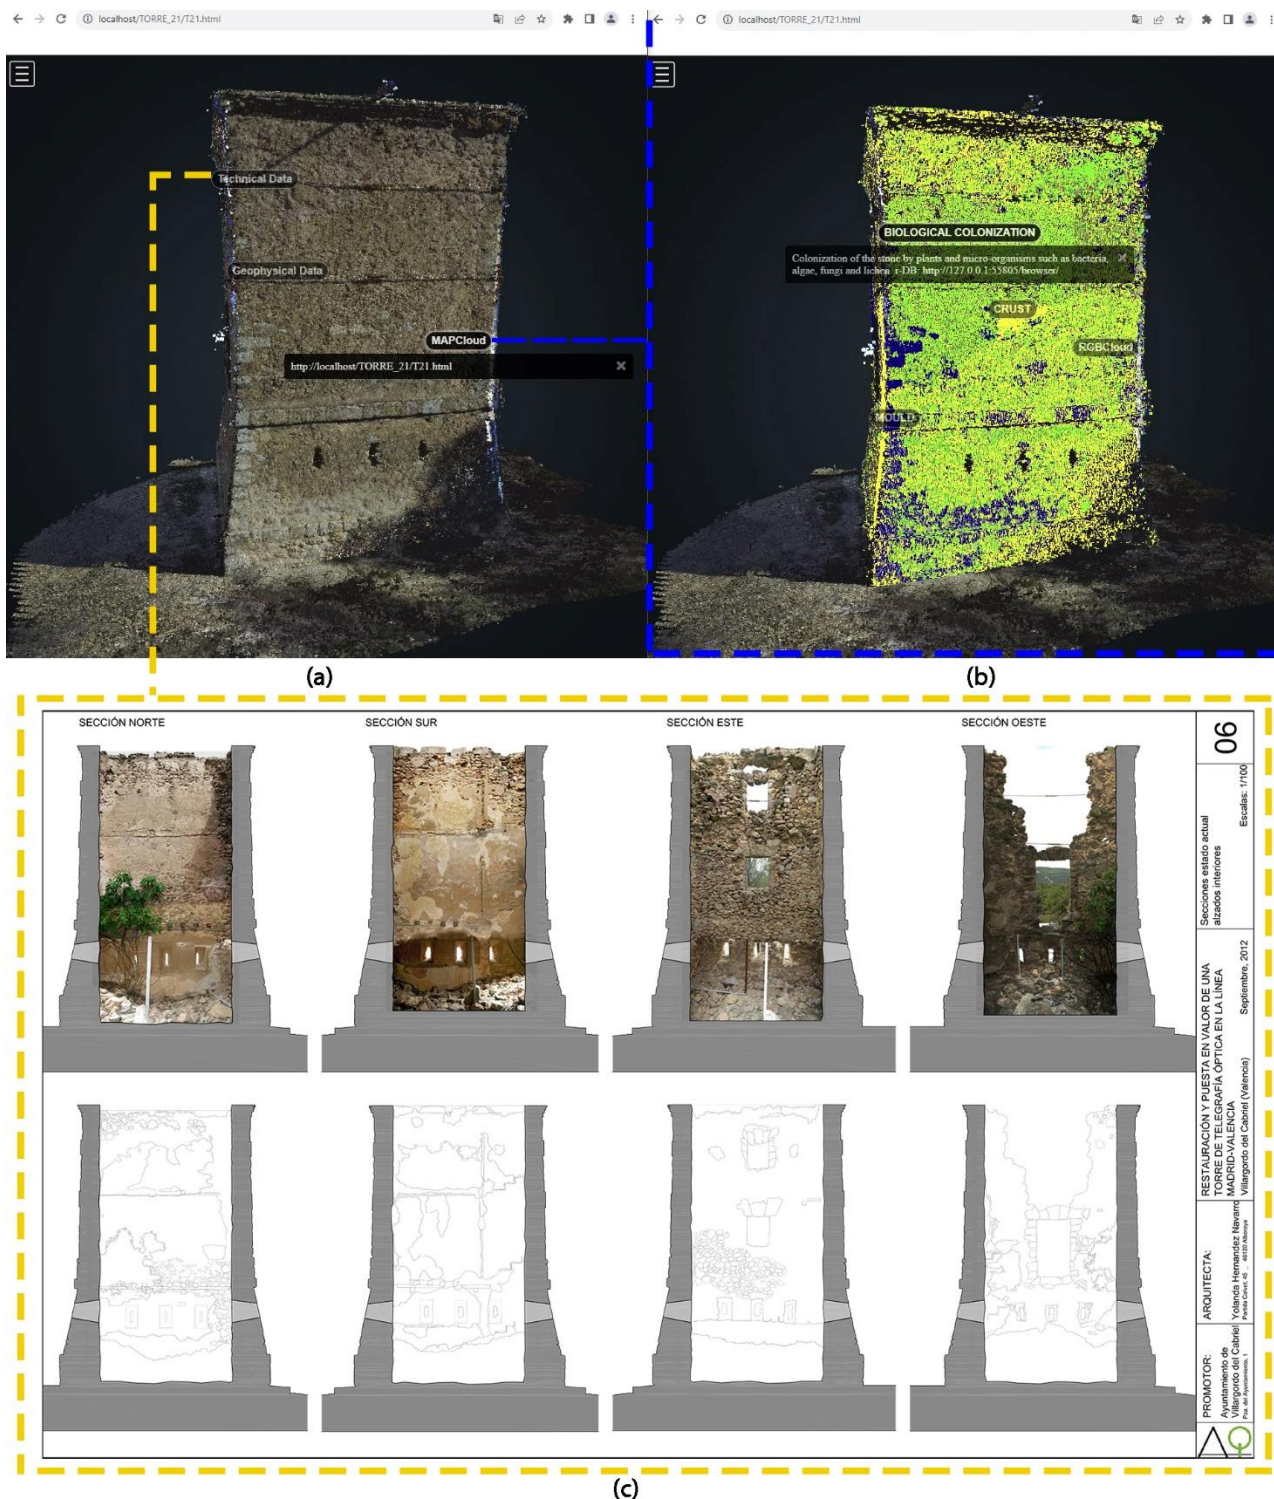 localhost/TORRE_21/T21.html
localhost/TORRE_21/T21.html
Technical Data
Geophysical Data
MAPCloud
http://localhost/TORRE_21/T21.html
BIOLOGICAL COLONIZATION
Colonization of the stone by plants and micro-organisms such as bacteria,
algae, fungi and lichen. r-DB: http://127.0.0.1:55805/browser/
CRUST
RGBCloud
MOULD
(a)
(b)
SECCIÓN NORTE
SECCIÓN SUR
SECCIÓN ESTE
SECCIÓN OESTE
06
Secciones estado actual
alzados interiores
Escalas: 1/100
RESTAURACIÓN Y PUESTA EN VALOR DE UNA
TORRE DE TELEGRAFÍA ÓPTICA EN LA LÍNEA
MADRID-VALENCIA
Villargordo del Cabriel (Valencia)
Septiembre, 2012
ARQUITECTA:
Yolanda Hernandez Navarro
PROMOTOR:
Ayuntamiento de
Villargordo del Cabriel
Pza. del Ayuntamiento, 1
(c)